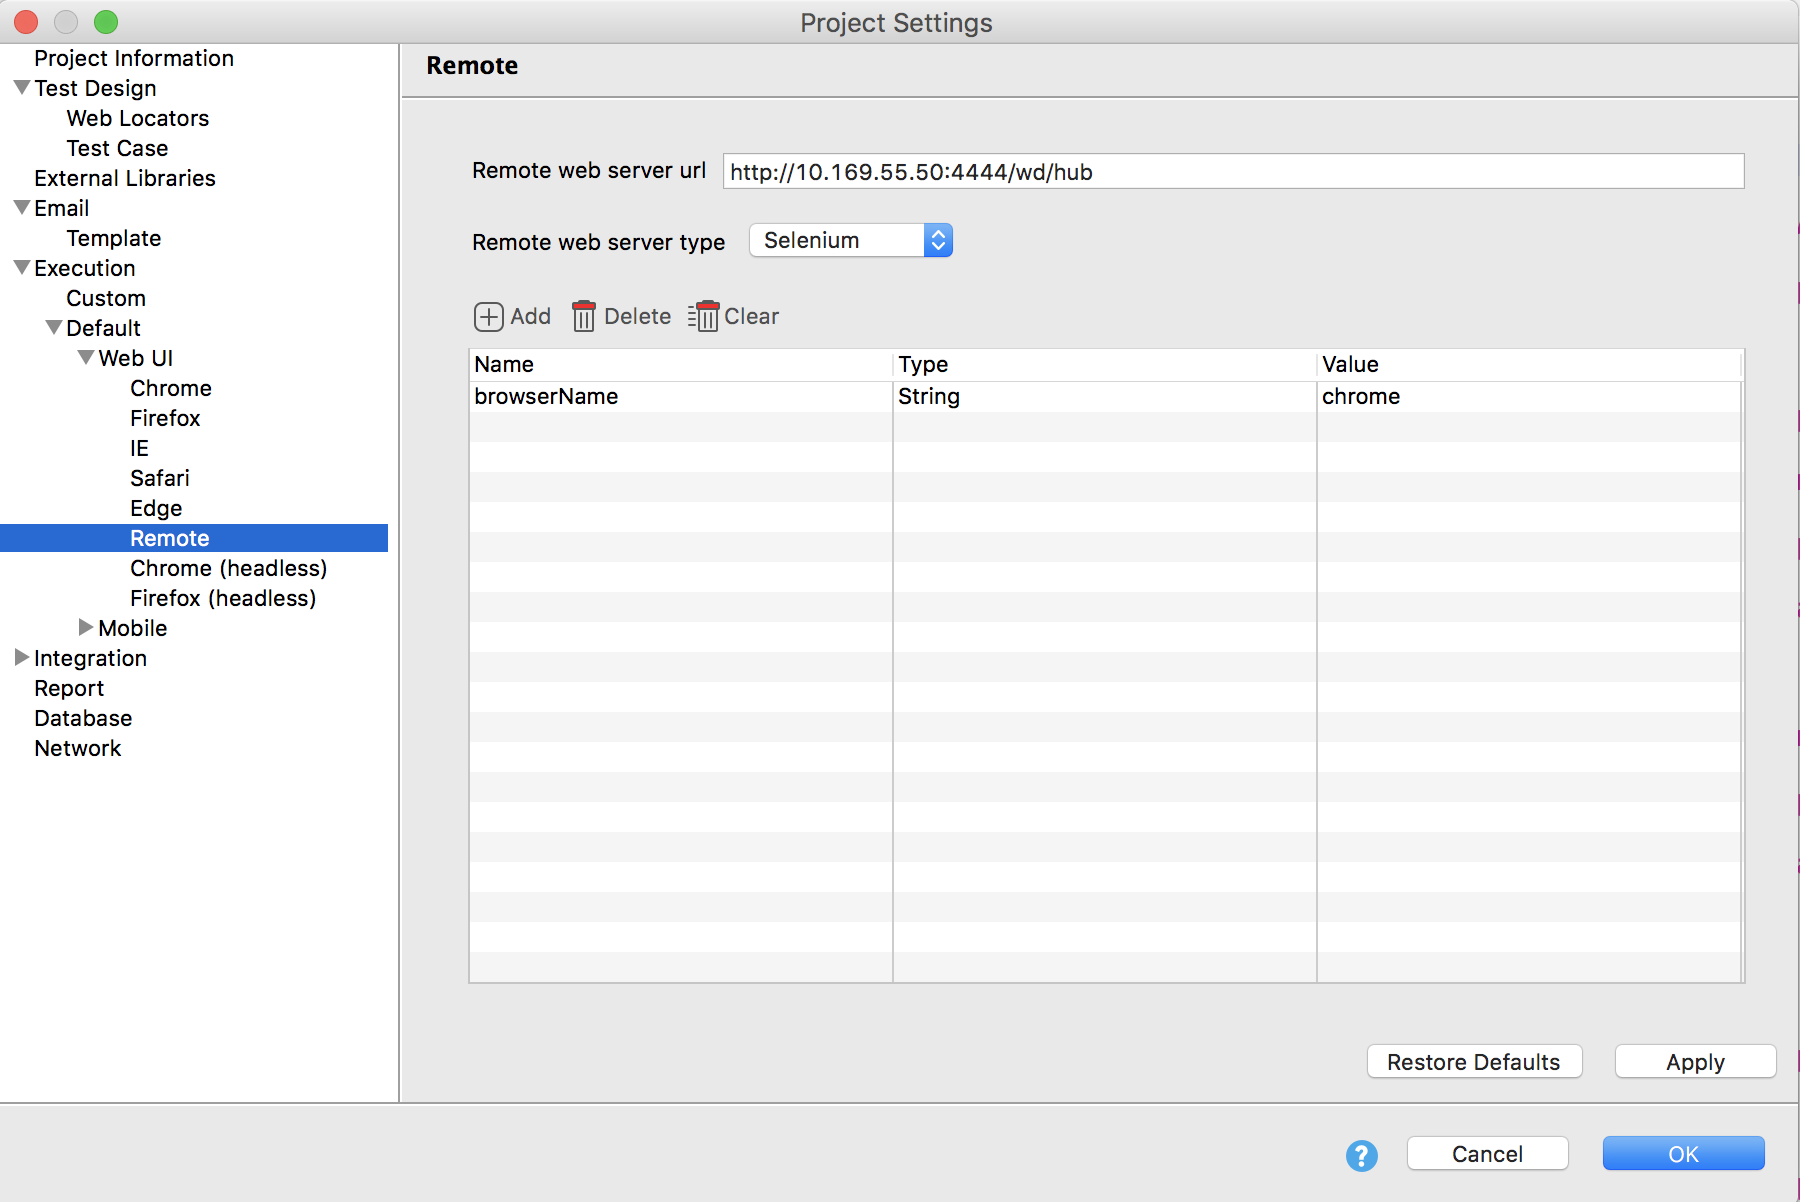 Project Settings
Project Information
Test Design
Web Locators
Test Case
External Libraries
Email
Template
Execution
Custom
Default
Web UI
Chrome
Firefox
IE
Safari
Edge
Remote
Chrome (headless)
Firefox (headless)
Mobile
Integration
Report
Database
Network
Remote
Remote web server url http://10.169.55.50:4444/wd/hub
Remote web server type Selenium
Add Delete Clear
Name Type Value
browserName String chrome
Restore Defaults Apply
? Cancel OK